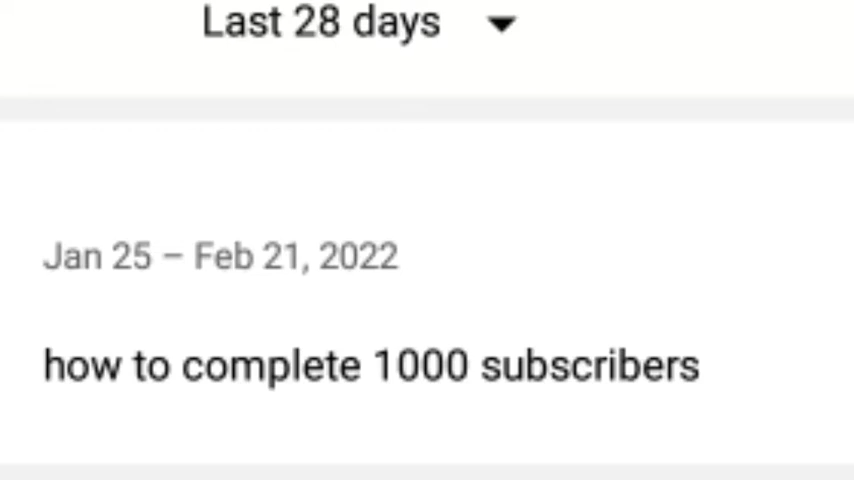 Last 28 days
Jan 25 – Feb 21, 2022
how to complete 1000 subscribers